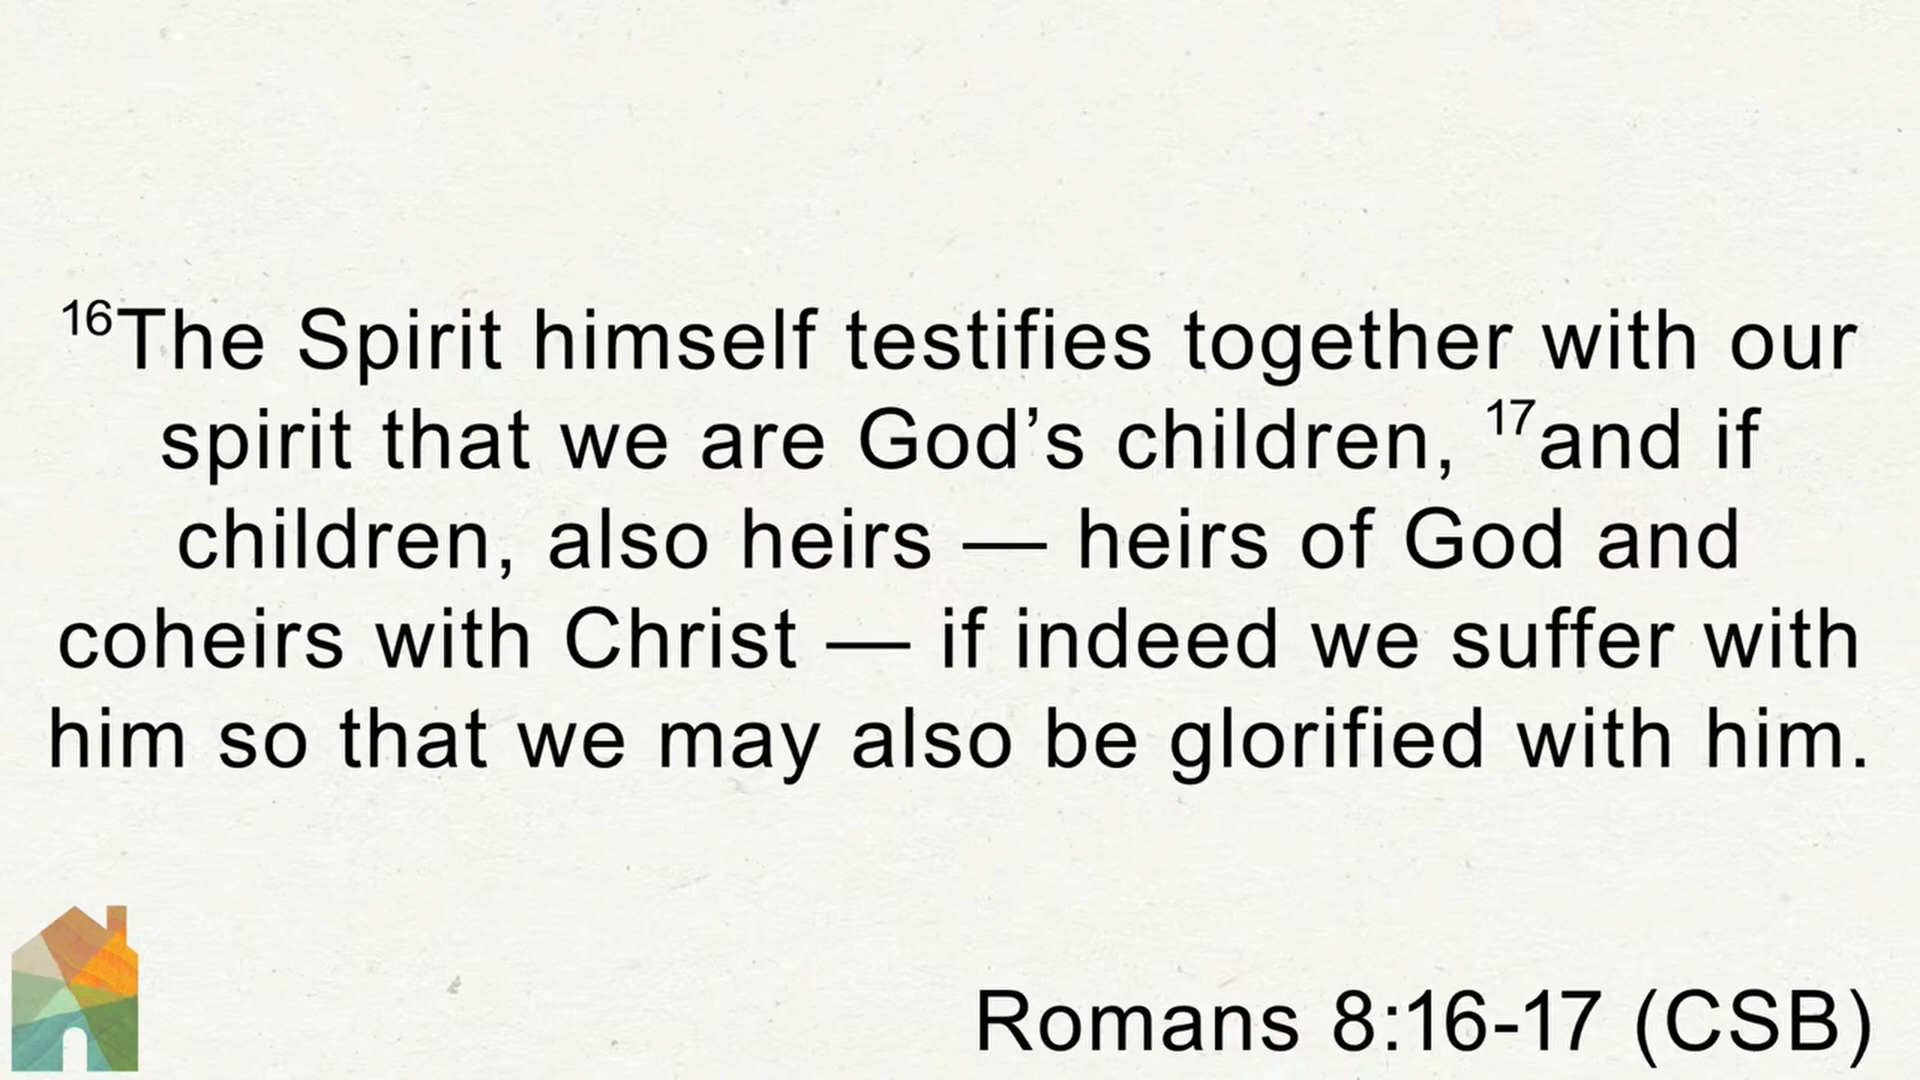 ¹⁶The Spirit himself testifies together with our
spirit that we are God’s children, ¹⁷and if
children, also heirs — heirs of God and
coheirs with Christ — if indeed we suffer with
him so that we may also be glorified with him.
Romans 8:16-17 (CSB)